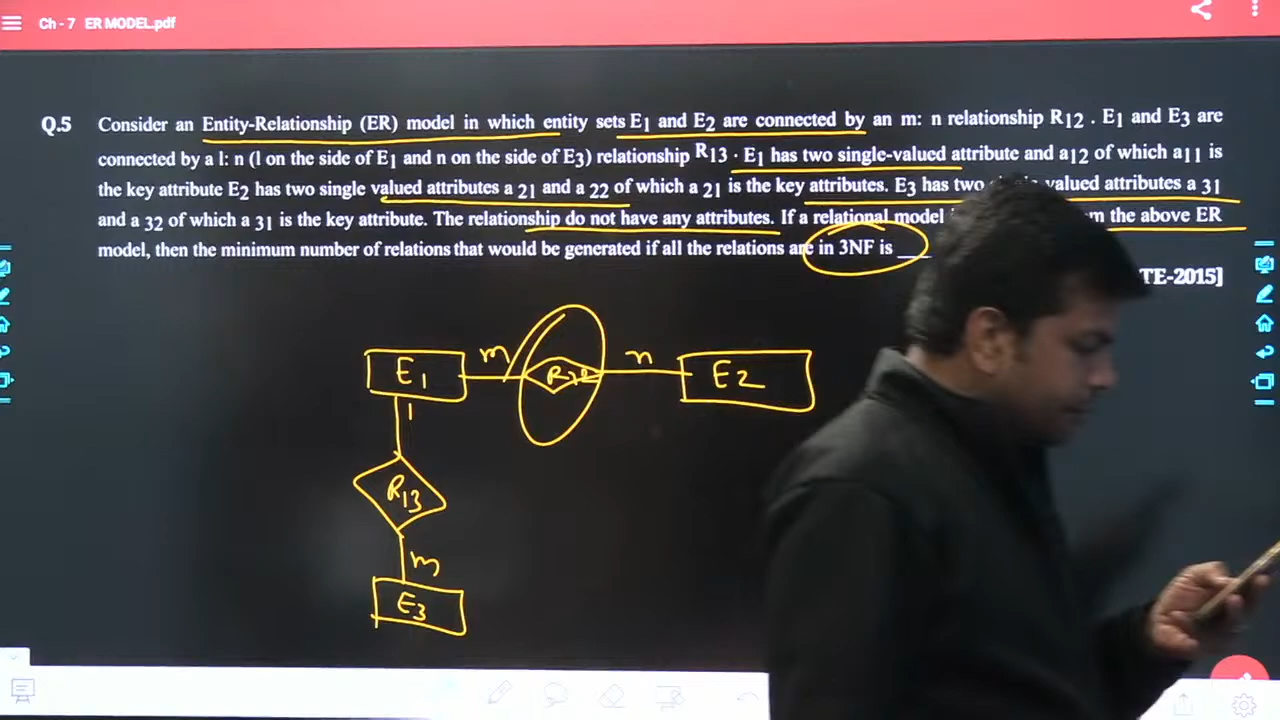 Ch - 7 ER MODEL.pdf
Q.5 Consider an Entity-Relationship (ER) model in which entity sets E1 and E2 are connected by an m: n relationship R12 . E1 and E3 are
connected by a l: n (l on the side of E1 and n on the side of E3) relationship R13 · E1 has two single-valued attribute and a12 of which a11 is
the key attribute E2 has two single valued attributes a 21 and a 22 of which a 21 is the key attributes. E3 has two valued attributes a 31
and a 32 of which a 31 is the key attribute. The relationship do not have any attributes. If a relational model the above ER
model, then the minimum number of relations that would be generated if all the relations are in 3NF is ___
TE-2015]
E1 m n E2
1
R13
m
E3